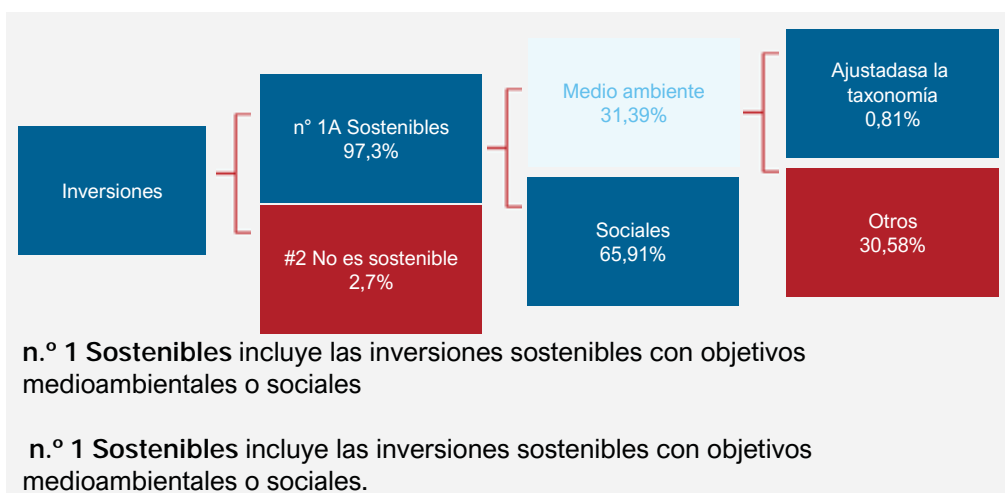 Inversiones
n° 1A Sostenibles
97,3%
#2 No es sostenible
2,7%
Medio ambiente
31,39%
Sociales
65,91%
Ajustadasa la
taxonomía
0,81%
Otros
30,58%
n.º 1 Sostenibles incluye las inversiones sostenibles con objetivos
medioambientales o sociales
n.º 1 Sostenibles incluye las inversiones sostenibles con objetivos
medioambientales o sociales.